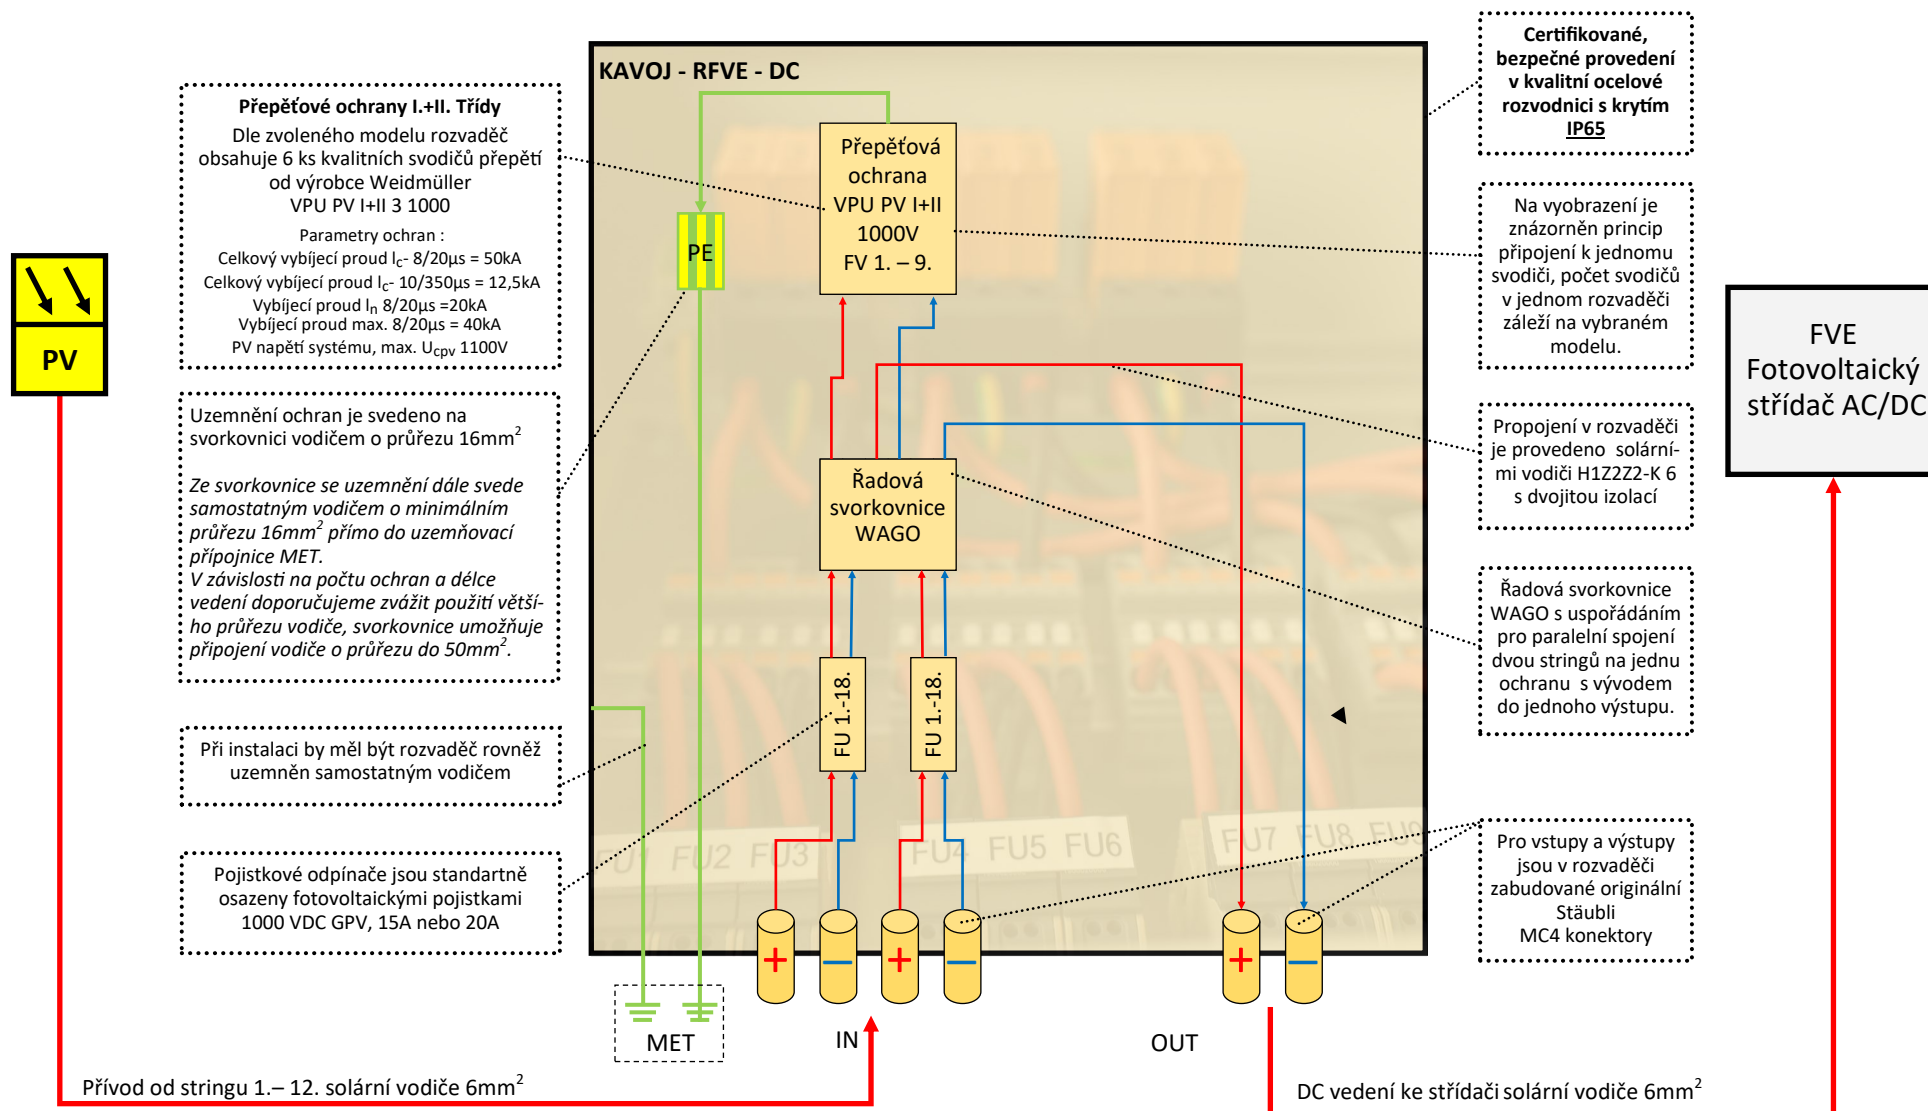 KAVOJ - RFVE - DC
Přepěťové ochrany I.+II. Třídy
Dle zvoleného modelu rozvaděč
obsahuje 6 ks kvalitních svodičů přepětí
od výrobce Weidmüller
VPU PV I+II 3 1000
Parametry ochran :
Celkový vybíjecí proud Ic- 8/20µs = 50kA
Celkový vybíjecí proud Ic- 10/350µs = 12,5kA
Vybíjecí proud In 8/20µs =20kA
Vybíjecí proud max. 8/20µs = 40kA
PV napětí systému, max. Ucpv 1100V
PV
Uzemnění ochran je svedeno na
svorkovnici vodičem o průřezu 16mm²
Ze svorkovnice se uzemnění dále svede
samostatným vodičem o minimálním
průřezu 16mm² přímo do uzemňovací
přípojnice MET.
V závislosti na počtu ochran a délce
vedení doporučujeme zvážit použití větší-
ho průřezu vodiče, svorkovnice umožňuje
připojení vodiče o průřezu do 50mm².
Při instalaci by měl být rozvaděč rovněž
uzemněn samostatným vodičem
Pojistkové odpínače jsou standartně
osazeny fotovoltaickými pojistkami
1000 VDC GPV, 15A nebo 20A
PE
Přepěťová
ochrana
VPU PV I+II
1000V
FV 1. – 9.
Řadová
svorkovnice
WAGO
FU 1.-18.
FU 1.-18.
FU1 FU2 FU3
FU4 FU5 FU6
FU7 FU8 FU9
+ − + −
+ −
MET
IN
OUT
Certifikované,
bezpečné provedení
v kvalitní ocelové
rozvodnici s krytím
IP65
Na vyobrazení je
znázorněn princip
připojení k jednomu
svodiči, počet svodičů
v jednom rozvaděči
záleží na vybraném
modelu.
Propojení v rozvaděči
je provedeno solární-
mi vodiči H1Z2Z2-K 6
s dvojitou izolací
Řadová svorkovnice
WAGO s uspořádáním
pro paralelní spojení
dvou stringů na jednu
ochranu s vývodem
do jednoho výstupu.
Pro vstupy a výstupy
jsou v rozvaděči
zabudované originální
Stäubli
MC4 konektory
FVE
Fotovoltaický
střídač AC/DC
Přívod od stringu 1.– 12. solární vodiče 6mm²
DC vedení ke střídači solární vodiče 6mm²